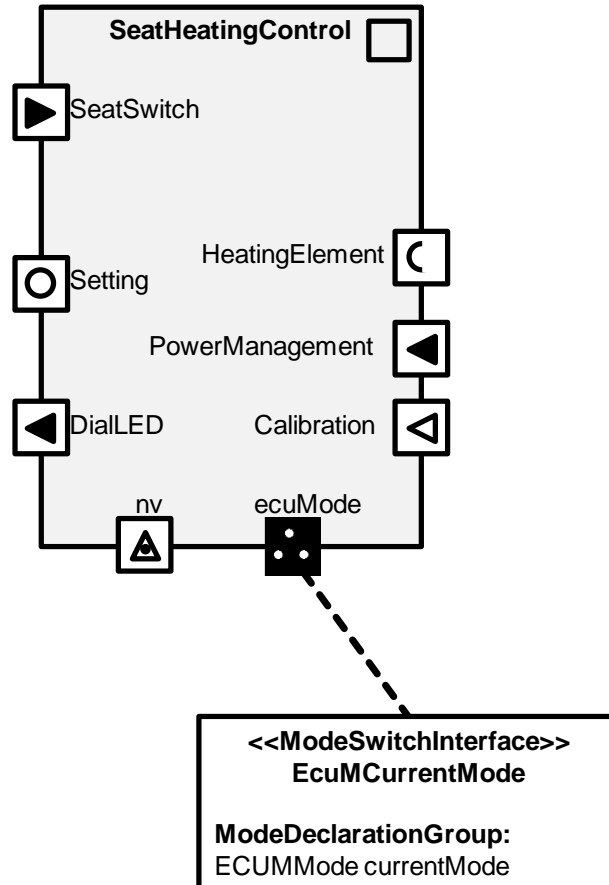 SeatHeatingControl
SeatSwitch
HeatingElement
Setting
PowerManagement
DialLED
Calibration
nv
ecuMode
<<ModeSwitchInterface>>
EcuMCurrentMode
ModeDeclarationGroup:
ECUMMode currentMode